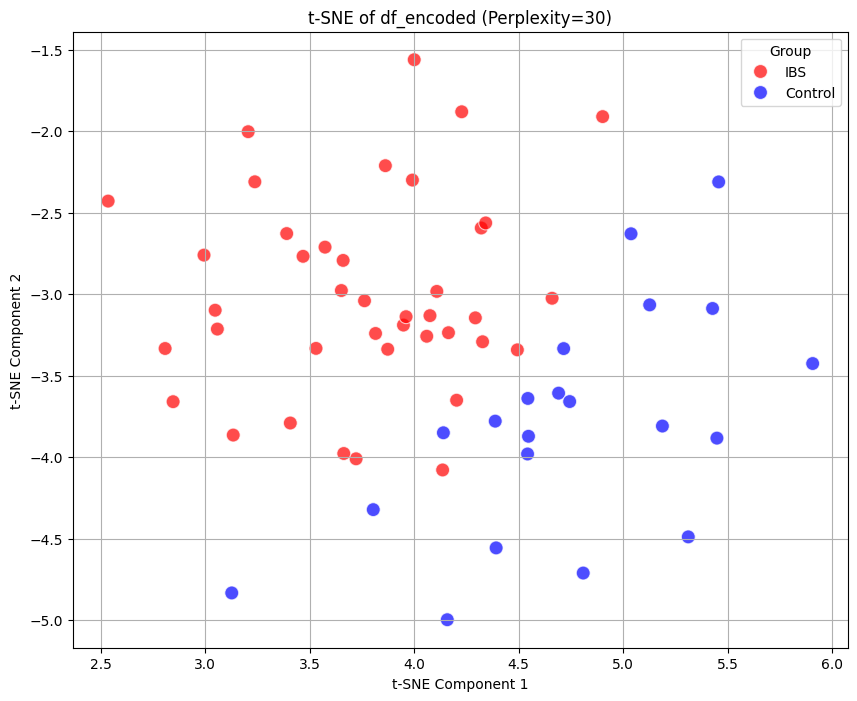 t-SNE of df_encoded (Perplexity=30)
Group
IBS
Control
−1.5
−2.0
−2.5
−3.0
−3.5
−4.0
−4.5
−5.0
t-SNE Component 2
2.5 3.0 3.5 4.0 4.5 5.0 5.5 6.0
t-SNE Component 1